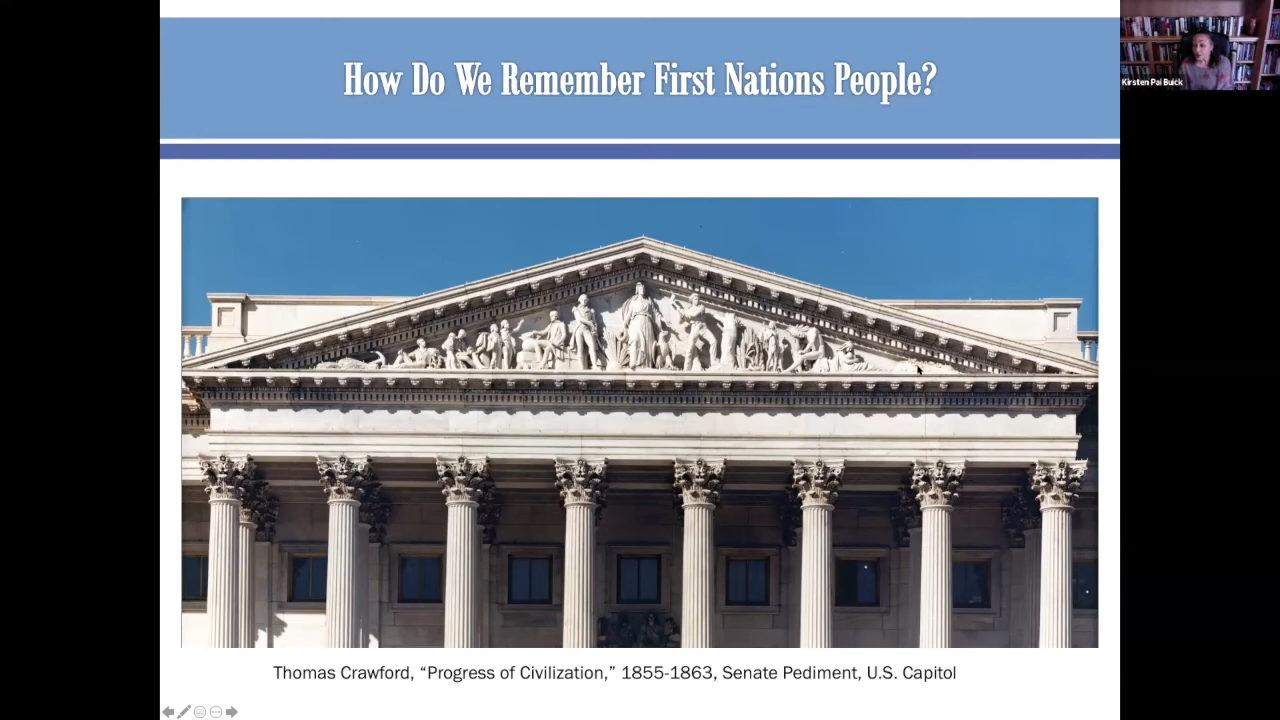 How Do We Remember First Nations People?
Kirsten Pai Buick
Thomas Crawford, “Progress of Civilization,” 1855-1863, Senate Pediment, U.S. Capitol